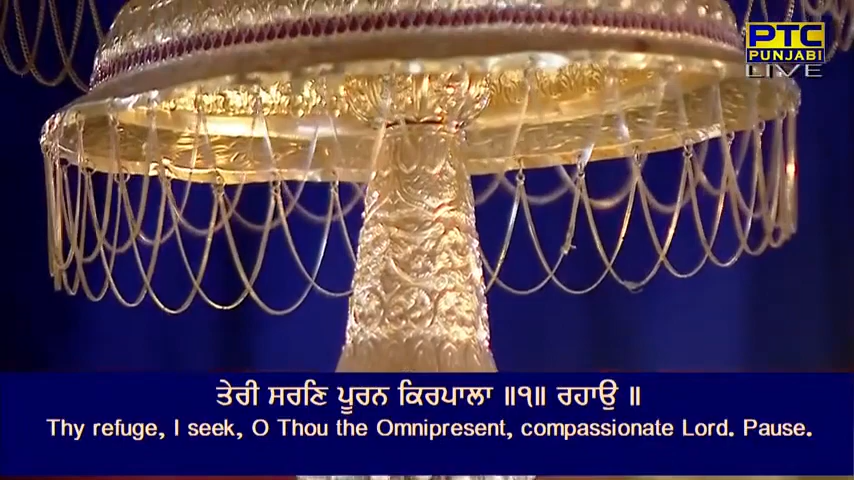 PTC
PUNJABI
LIVE
ਤੇਰੀ ਸਰਣਿ ਪੂਰਨ ਕਿਰਪਾਲਾ ॥੧॥ ਰਹਾਉ ॥
Thy refuge, I seek, O Thou the Omnipresent, compassionate Lord. Pause.